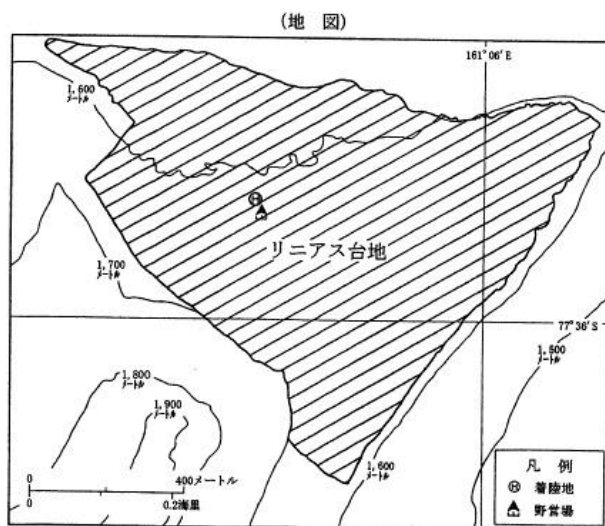 (地 図)
161° 06′ E
1,600
メートル
リニアス台地
1,700
メートル
77° 36′ S
1,500
メートル
1,800
メートル
1,900
メートル
1,600
メートル
凡 例
着陸地
野営場
0 400メートル
0 0.2海里